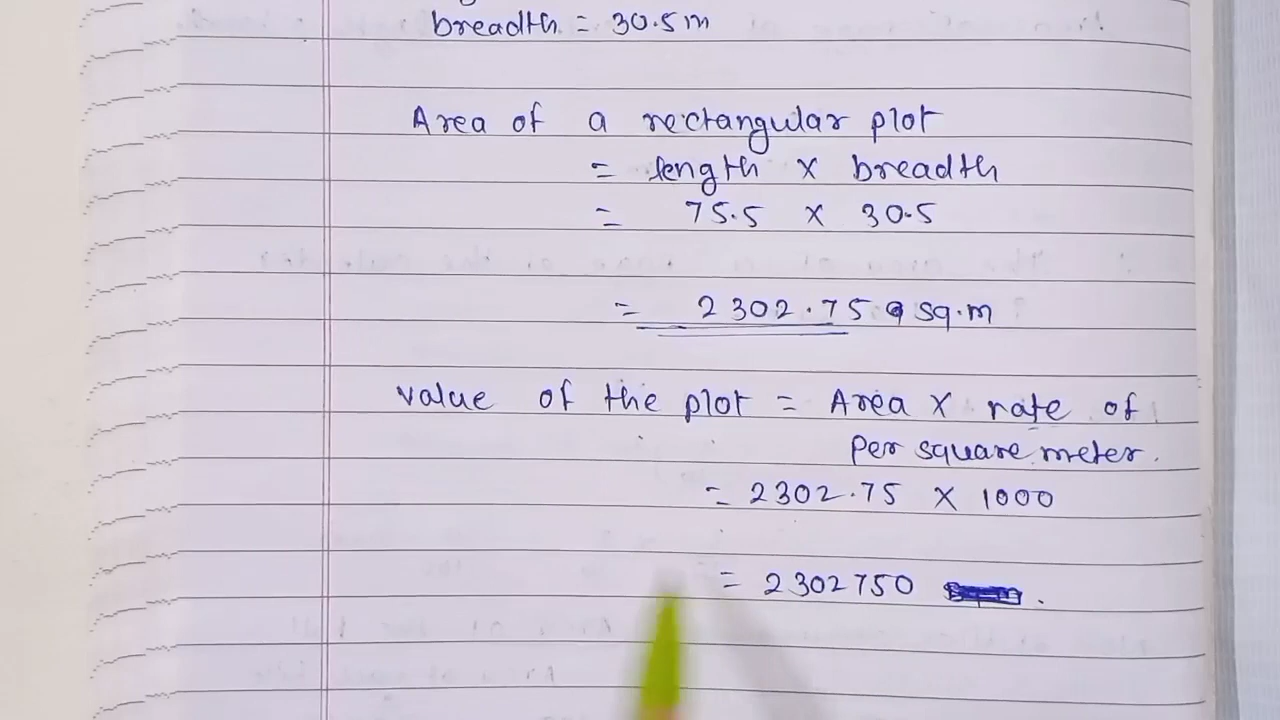 breadth = 30.5m
Area of a rectangular plot
= length x breadth
= 75.5 x 30.5
= 2302.75 sq.m
value of the plot = Area x rate of
per square meter.
= 2302.75 x 1000
= 2302750